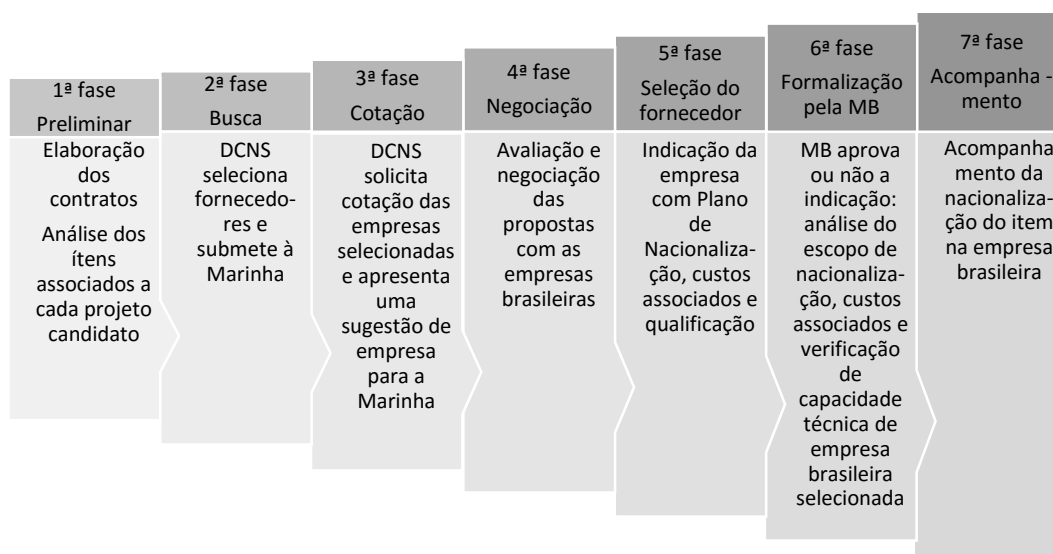 1ª fase
Preliminar
Elaboração
dos
contratos
Análise dos
ítens
associados a
cada projeto
candidato
2ª fase
Busca
DCNS
seleciona
fornecedo-
res e
submete à
Marinha
3ª fase
Cotação
DCNS
solicita
cotação das
empresas
selecionadas
e apresenta
uma
sugestão de
empresa
para a
Marinha
4ª fase
Negociação
Avaliação e
negociação
das
propostas
com as
empresas
brasileiras
5ª fase
Seleção do
fornecedor
Indicação da
empresa
com Plano
de
Nacionaliza-
ção, custos
associados e
qualificação
6ª fase
Formalização
pela MB
MB aprova
ou não a
indicação:
análise do
escopo de
nacionaliza-
ção, custos
associados e
verificação
de
capacidade
técnica de
empresa
brasileira
selecionada
7ª fase
Acompanha -
mento
Acompanha
mento da
nacionaliza-
ção do item
na empresa
brasileira